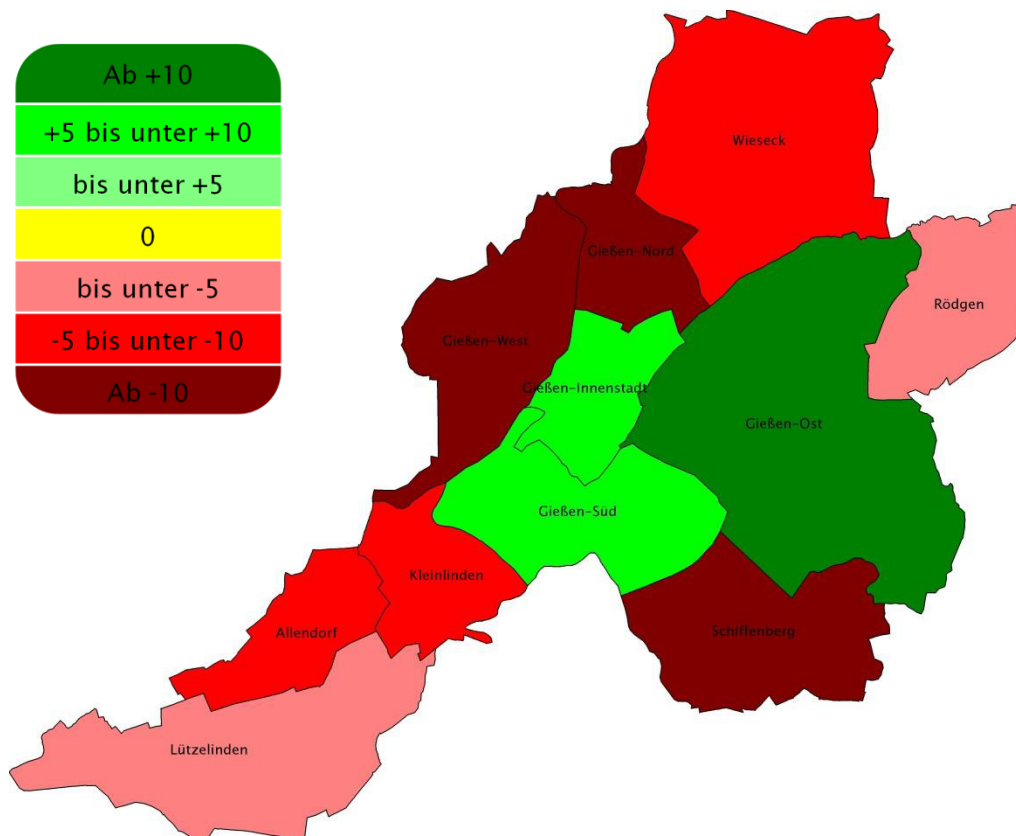 Ab +10
+5 bis unter +10
bis unter +5
0
bis unter -5
-5 bis unter -10
Ab -10
Wieseck
Gießen-Nord
Rödgen
Gießen-West
Gießen-Innenstadt
Gießen-Ost
Gießen-Süd
Kleinlinden
Allendorf
Schiffenberg
Lützelinden